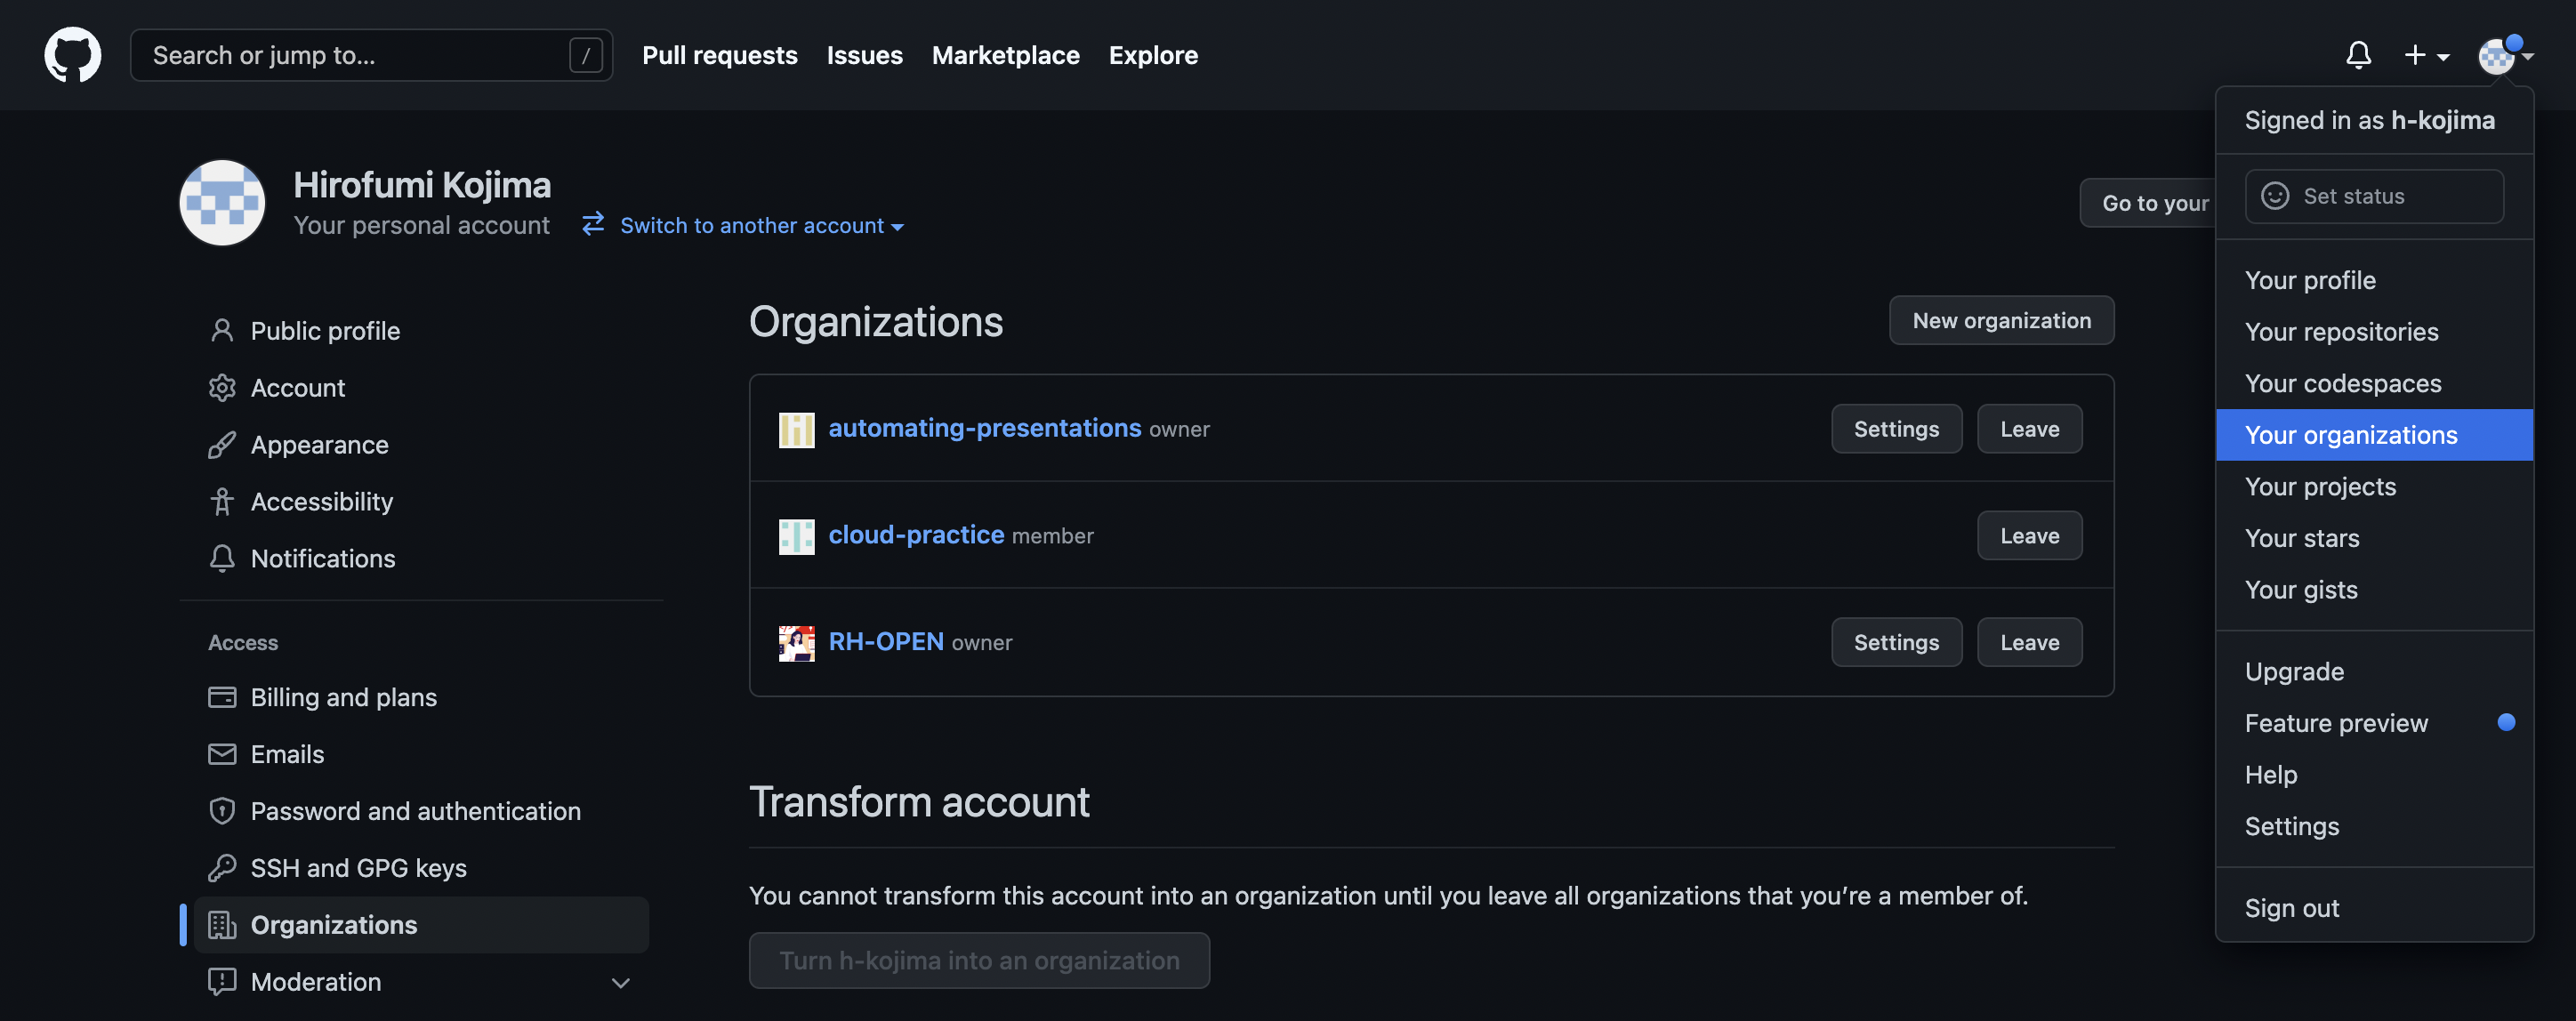 Search or jump to... /
Pull requests
Issues
Marketplace
Explore
Hirofumi Kojima
Your personal account
Switch to another account
Go to your
Public profile
Account
Appearance
Accessibility
Notifications
Access
Billing and plans
Emails
Password and authentication
SSH and GPG keys
Organizations
Moderation
Organizations
New organization
automating-presentations owner
Settings
Leave
cloud-practice member
Leave
RH-OPEN owner
Settings
Leave
Transform account
You cannot transform this account into an organization until you leave all organizations that you’re a member of.
Turn h-kojima into an organization
Signed in as h-kojima
Set status
Your profile
Your repositories
Your codespaces
Your organizations
Your projects
Your stars
Your gists
Upgrade
Feature preview
Help
Settings
Sign out